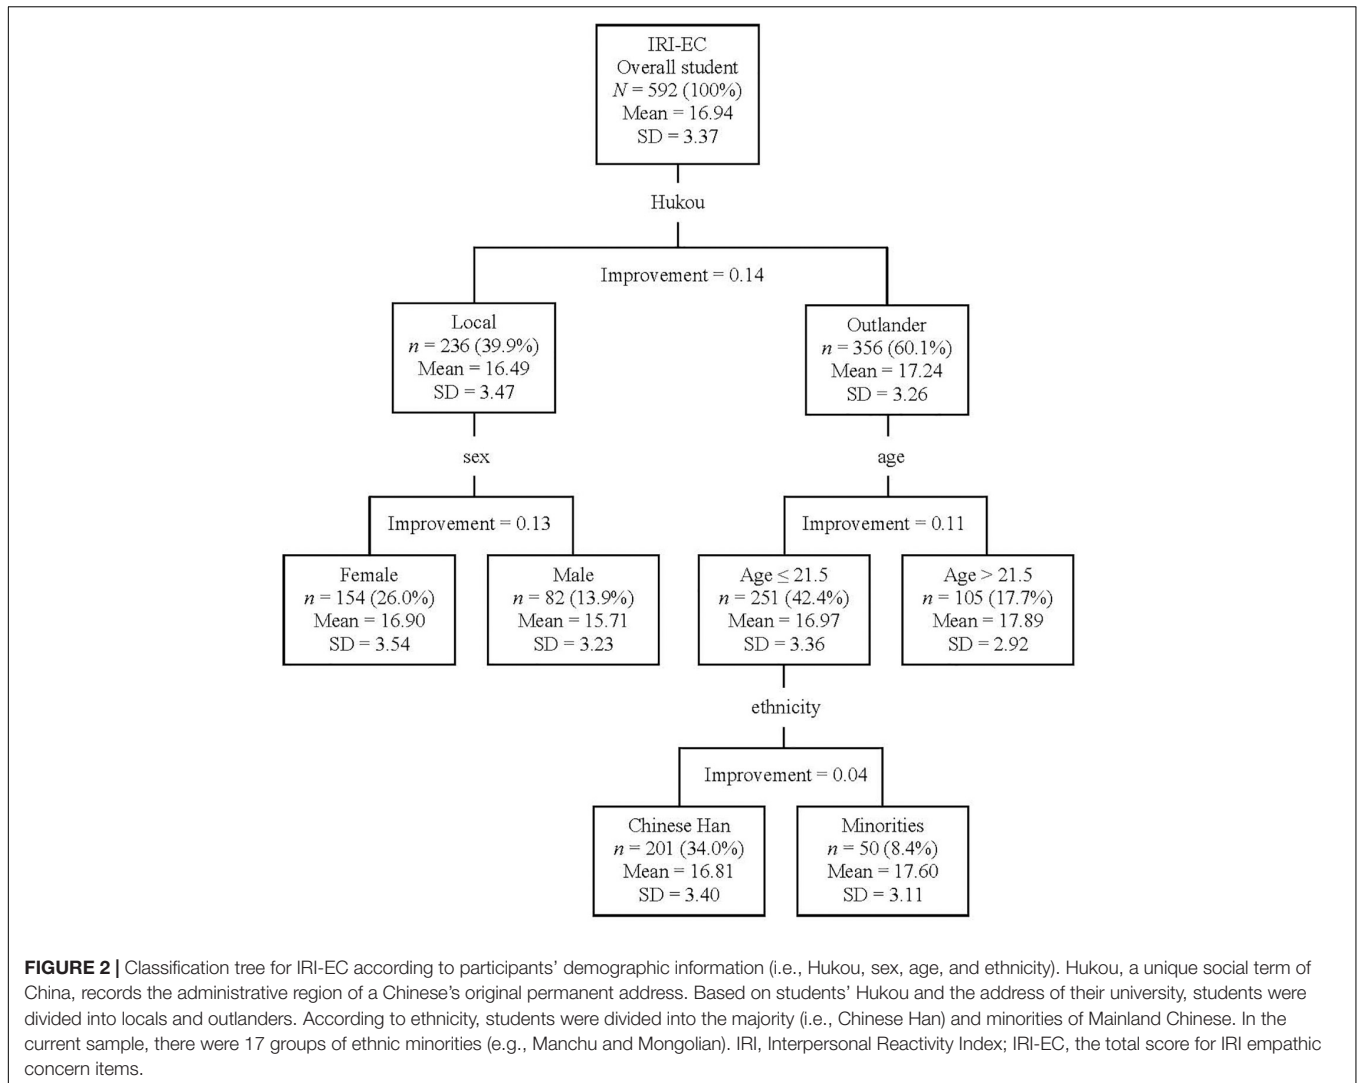 IRI-EC
Overall student
N = 592 (100%)
Mean = 16.94
SD = 3.37
Hukou
Improvement = 0.14
Local
n = 236 (39.9%)
Mean = 16.49
SD = 3.47
Outlander
n = 356 (60.1%)
Mean = 17.24
SD = 3.26
sex
age
Improvement = 0.13
Improvement = 0.11
Female
n = 154 (26.0%)
Mean = 16.90
SD = 3.54
Male
n = 82 (13.9%)
Mean = 15.71
SD = 3.23
Age ≤ 21.5
n = 251 (42.4%)
Mean = 16.97
SD = 3.36
Age > 21.5
n = 105 (17.7%)
Mean = 17.89
SD = 2.92
ethnicity
Improvement = 0.04
Chinese Han
n = 201 (34.0%)
Mean = 16.81
SD = 3.40
Minorities
n = 50 (8.4%)
Mean = 17.60
SD = 3.11
FIGURE 2 | Classification tree for IRI-EC according to participants’ demographic information (i.e., Hukou, sex, age, and ethnicity). Hukou, a unique social term of
China, records the administrative region of a Chinese’s original permanent address. Based on students’ Hukou and the address of their university, students were
divided into locals and outlanders. According to ethnicity, students were divided into the majority (i.e., Chinese Han) and minorities of Mainland Chinese. In the
current sample, there were 17 groups of ethnic minorities (e.g., Manchu and Mongolian). IRI, Interpersonal Reactivity Index; IRI-EC, the total score for IRI empathic
concern items.